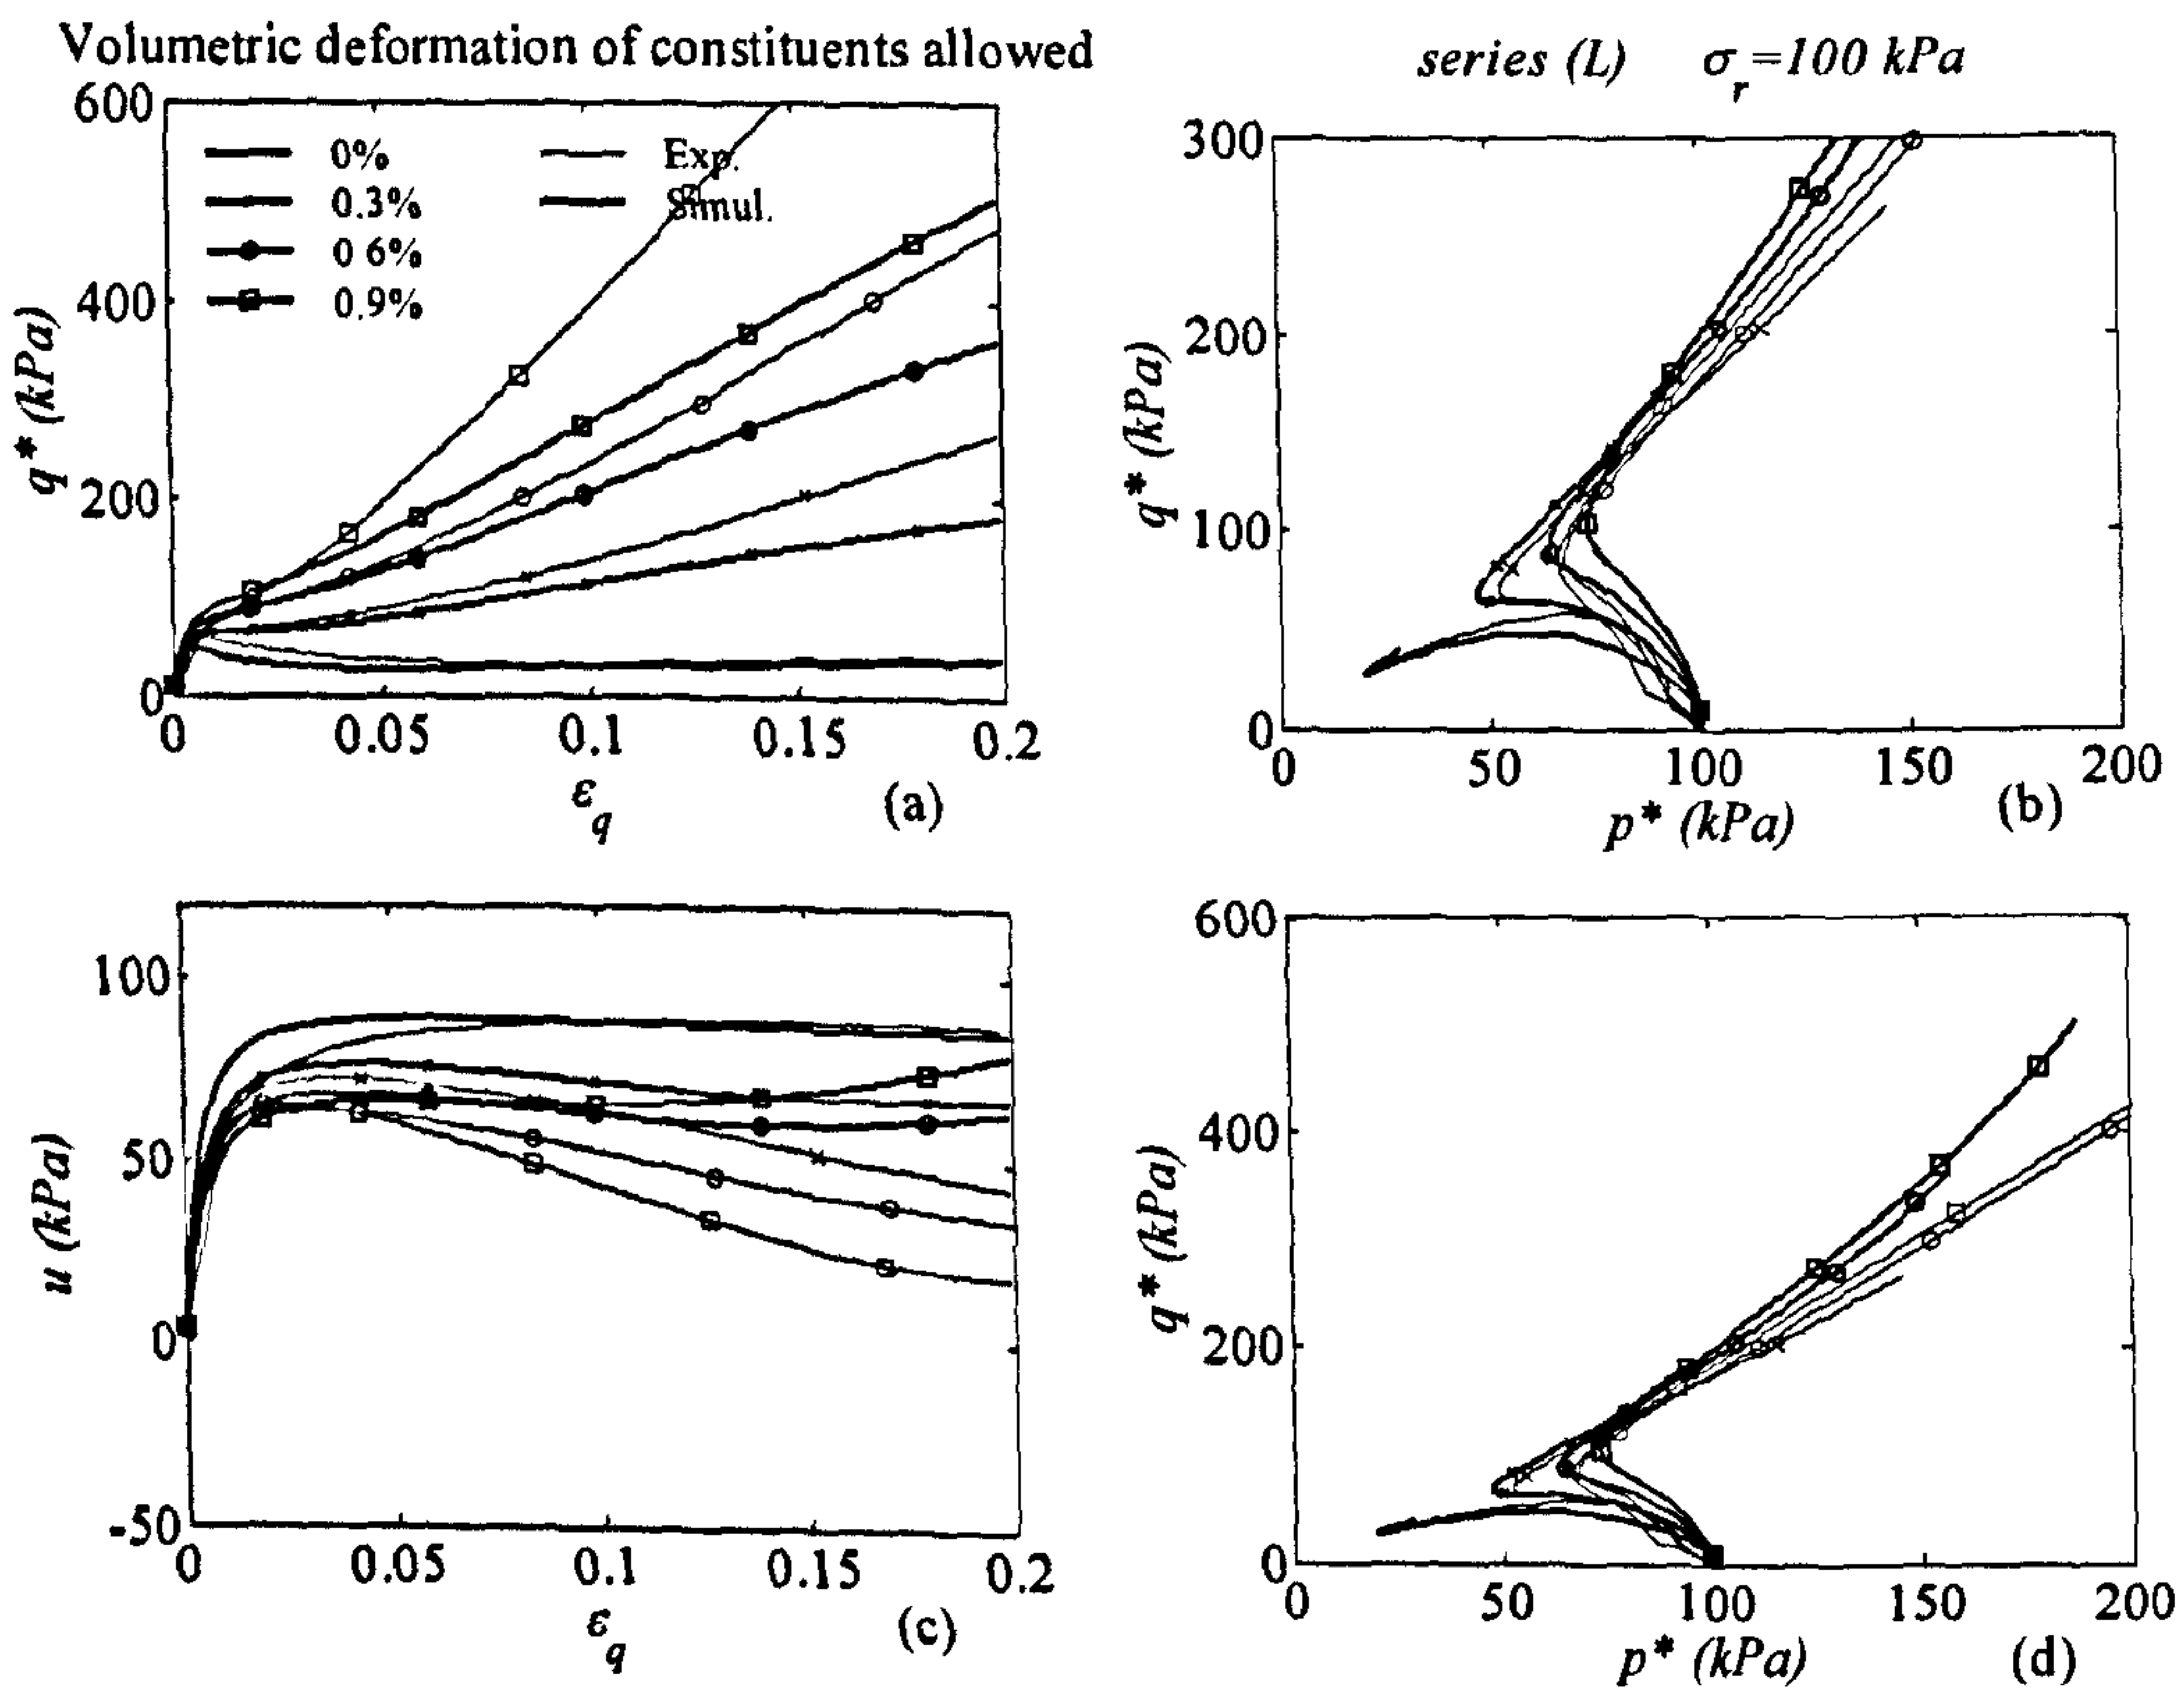 Volumetric deformation of constituents allowed
series (L) σr=100 kPa
600
400
200
0
q* (kPa)
0% Exp.
0.3% Simul.
0 6%
0.9%
0 0.05 0.1 0.15 0.2
εq
(a)
300
200
100
0
q* (kPa)
0 50 100 150 200
p* (kPa)
(b)
100
50
0
-50
u (kPa)
0 0.05 0.1 0.15 0.2
εq
(c)
600
400
200
0
q* (kPa)
0 50 100 150 200
p* (kPa)
(d)